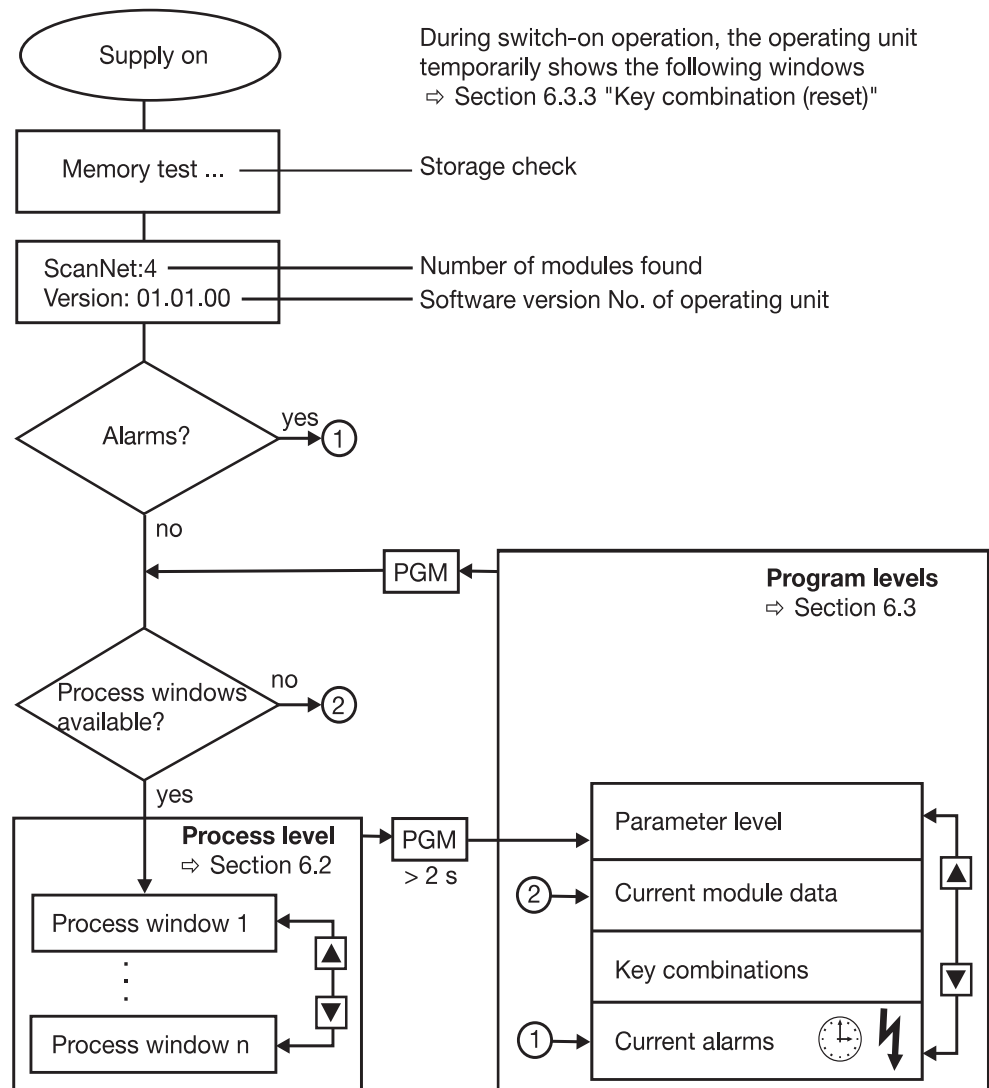 Supply on
During switch-on operation, the operating unit
temporarily shows the following windows
⇨ Section 6.3.3 "Key combination (reset)"
Memory test ...
Storage check
ScanNet:4
Number of modules found
Version: 01.01.00
Software version No. of operating unit
Alarms?
yes
1
no
PGM
Program levels
⇨ Section 6.3
Process windows
available?
no
2
yes
Process level
⇨ Section 6.2
PGM
> 2 s
Process window 1
Process window n
Parameter level
2
Current module data
Key combinations
1
Current alarms